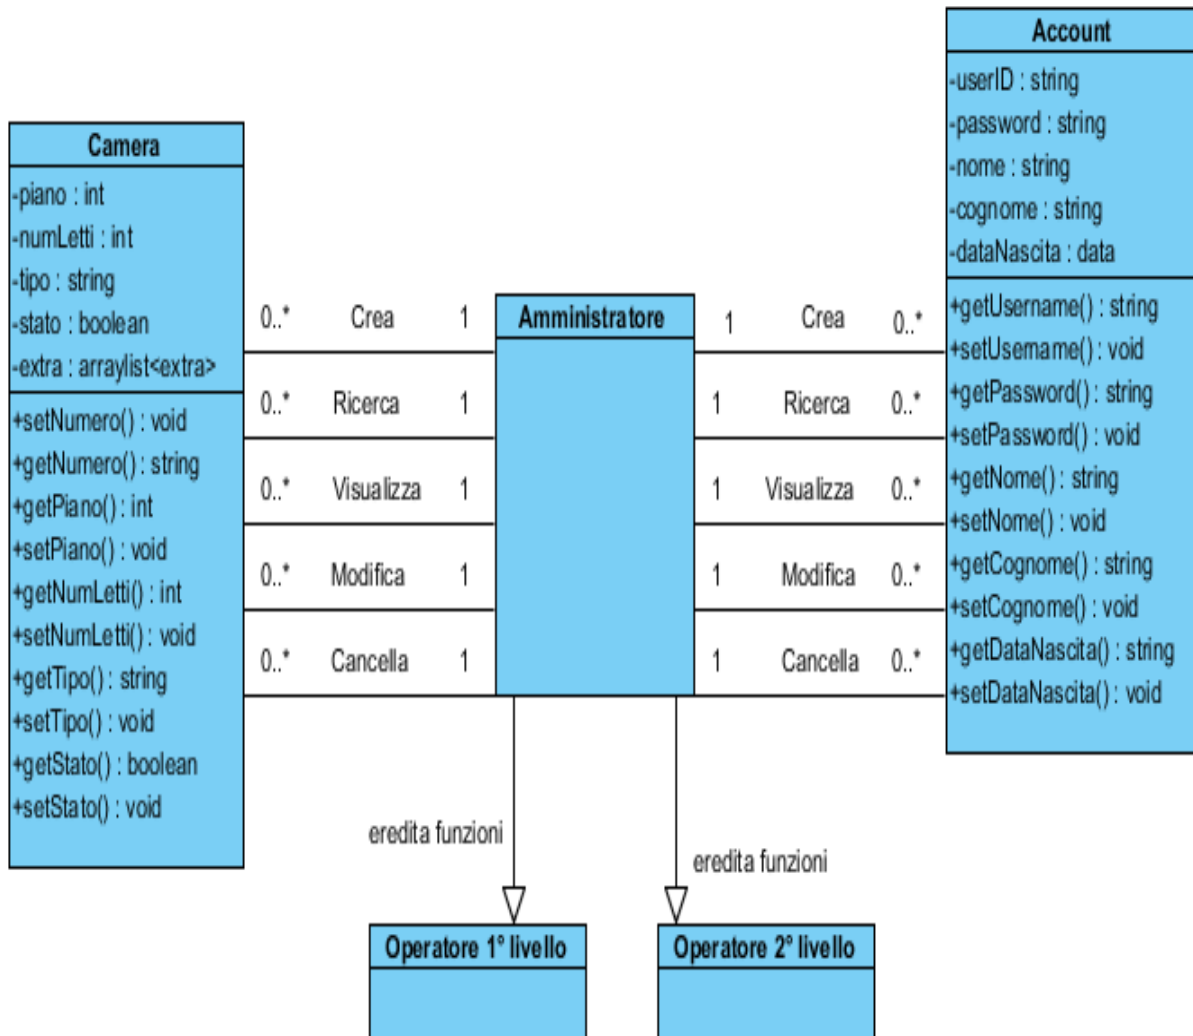 Camera
-piano : int
-numLetti : int
-tipo : string
-stato : boolean
-extra : arraylist<extra>
+setNumero() : void
+getNumero() : string
+getPiano() : int
+setPiano() : void
+getNumLetti() : int
+setNumLetti() : void
+getTipo() : string
+setTipo() : void
+getStato() : boolean
+setStato() : void
0..* Crea 1
0..* Ricerca 1
0..* Visualizza 1
0..* Modifica 1
0..* Cancella 1
Amministratore
1 Crea 0..*
1 Ricerca 0..*
1 Visualizza 0..*
1 Modifica 0..*
1 Cancella 0..*
Account
-userID : string
-password : string
-nome : string
-cognome : string
-dataNascita : data
+getUsername() : string
+setUsername() : void
+getPassword() : string
+setPassword() : void
+getNome() : string
+setNome() : void
+getCognome() : string
+setCognome() : void
+getDataNascita() : string
+setDataNascita() : void
eredita funzioni
eredita funzioni
Operatore 1° livello
Operatore 2° livello